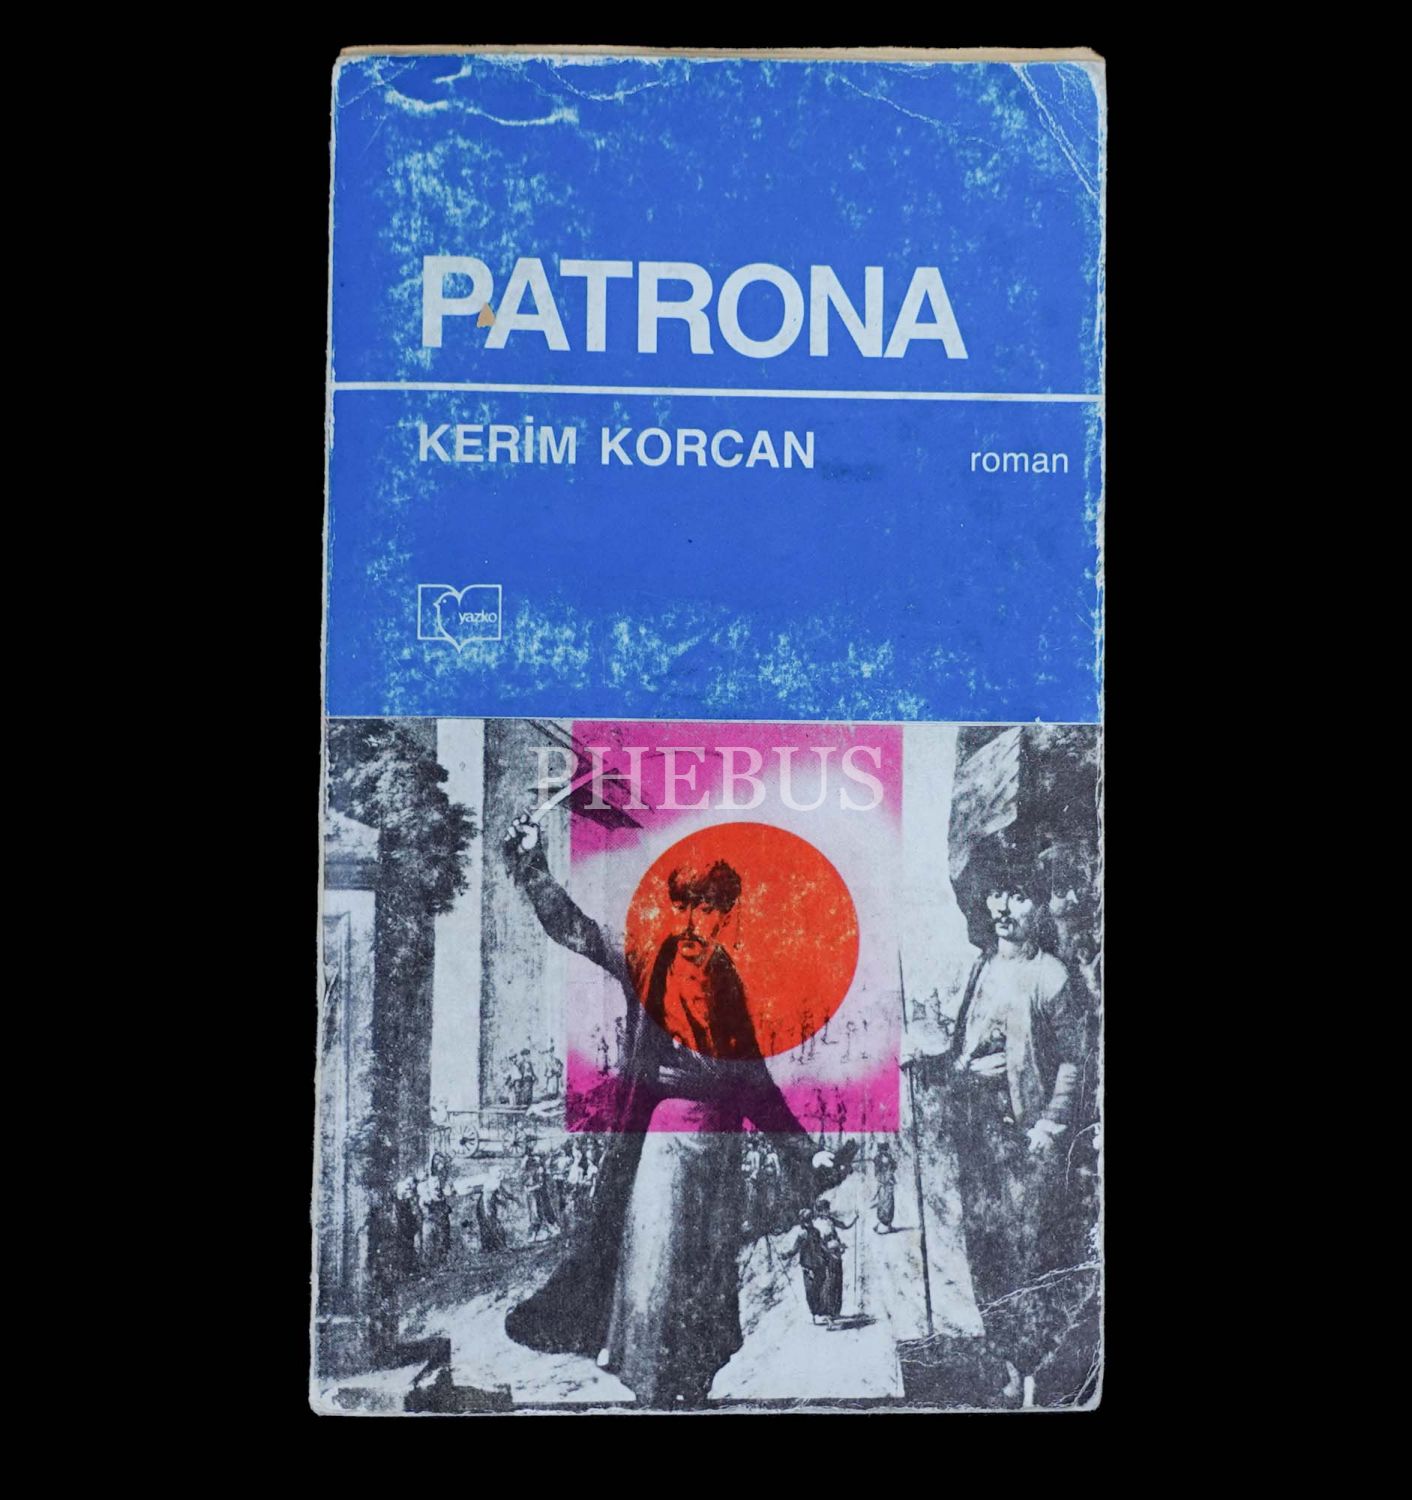 PATRONA
KERİM KORCAN
roman
yazko
PHEBUS